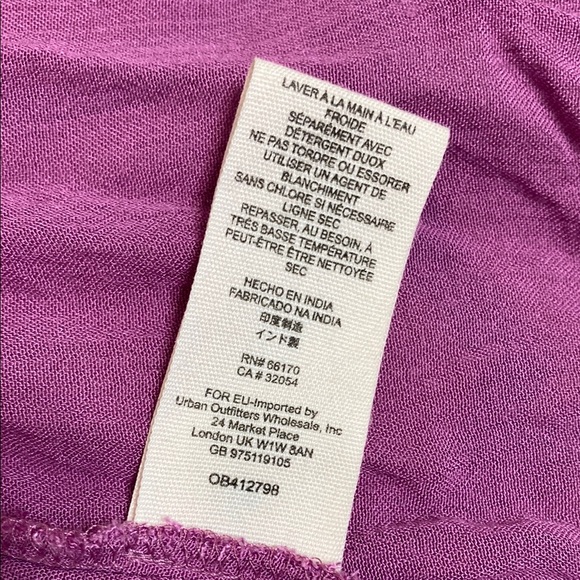 LAVER À LA MAIN À L'EAU
FROIDE
SÉPARÉMENT AVEC
DÉTERGENT DUOX
NE PAS TORDRE OU ESSORER
UTILISER UN AGENT DE
BLANCHIMENT
SANS CHLORE SI NÉCESSAIRE
LIGNE SEC
REPASSER, AU BESOIN, À
TRÈS BASSE TEMPÉRATURE
PEUT-ÊTRE ÊTRE NETTOYÉE
SEC
HECHO EN INDIA
FABRICADO NA INDIA
印度制造
インド製
RN# 66170
CA# 32054
FOR EU-Imported by
Urban Outfitters Wholesale, Inc
24 Market Place
London UK W1W 8AN
GB 975119105
OB412798